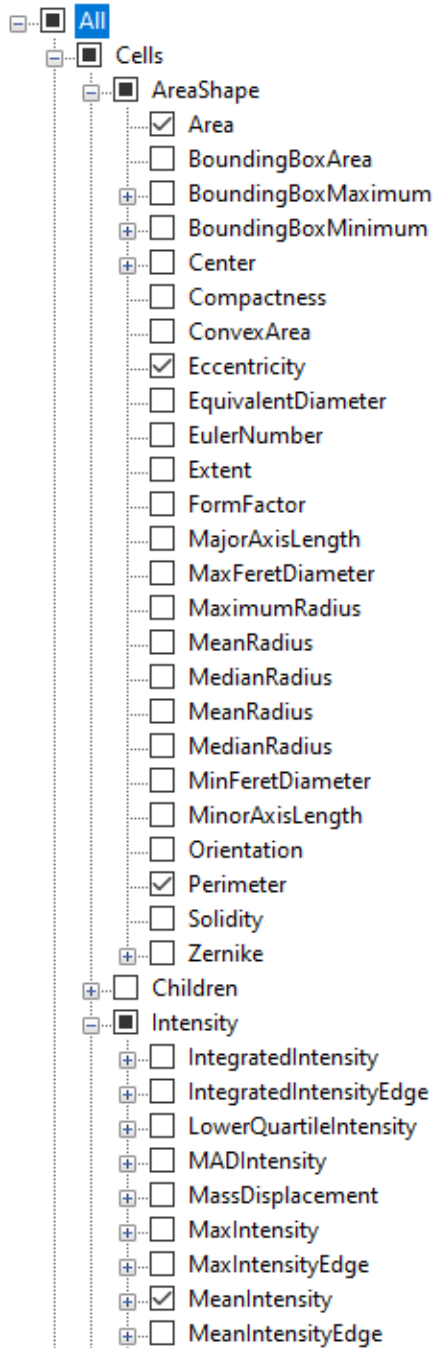 All
Cells
AreaShape
Area
BoundingBoxArea
BoundingBoxMaximum
BoundingBoxMinimum
Center
Compactness
ConvexArea
Eccentricity
EquivalentDiameter
EulerNumber
Extent
FormFactor
MajorAxisLength
MaxFeretDiameter
MaximumRadius
MeanRadius
MedianRadius
MeanRadius
MedianRadius
MinFeretDiameter
MinorAxisLength
Orientation
Perimeter
Solidity
Zernike
Children
Intensity
IntegratedIntensity
IntegratedIntensityEdge
LowerQuartileIntensity
MADIntensity
MassDisplacement
MaxIntensity
MaxIntensityEdge
MeanIntensity
MeanIntensityEdge